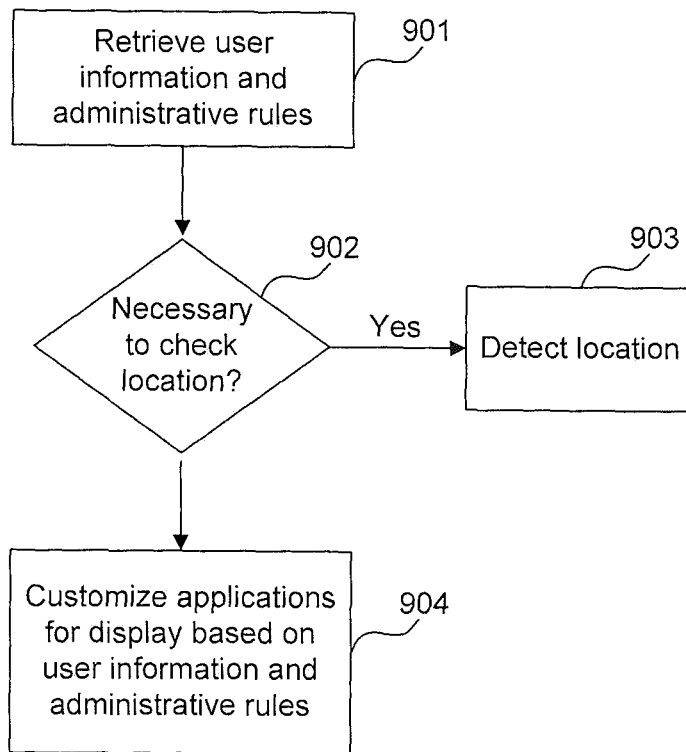 Retrieve user
information and
administrative rules
901
Necessary
to check
location?
902
Yes
903
Detect location
Customize applications
for display based on
user information and
administrative rules
904